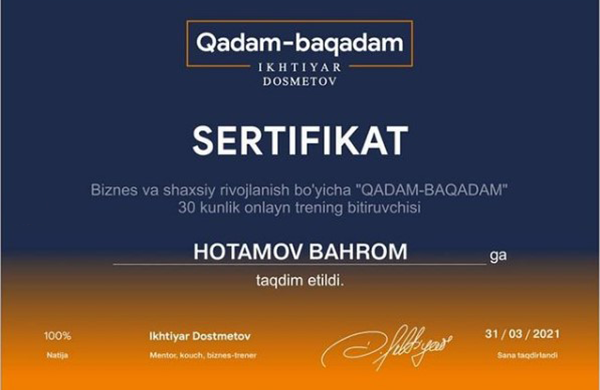 Qadam-baqadam
IKHTIYAR
DOSMETOV
SERTIFIKAT
Biznes va shaxsiy rivojlanish bo'yicha "QADAM-BAQADAM"
30 kunlik onlayn trening bitiruvchisi
HOTAMOV BAHROM ga
taqdim etildi.
100% Ikhtiyar Dostmetov 31/03/2021
Natija Mentor, kouch, biznes-trener Sana taqdirlandi